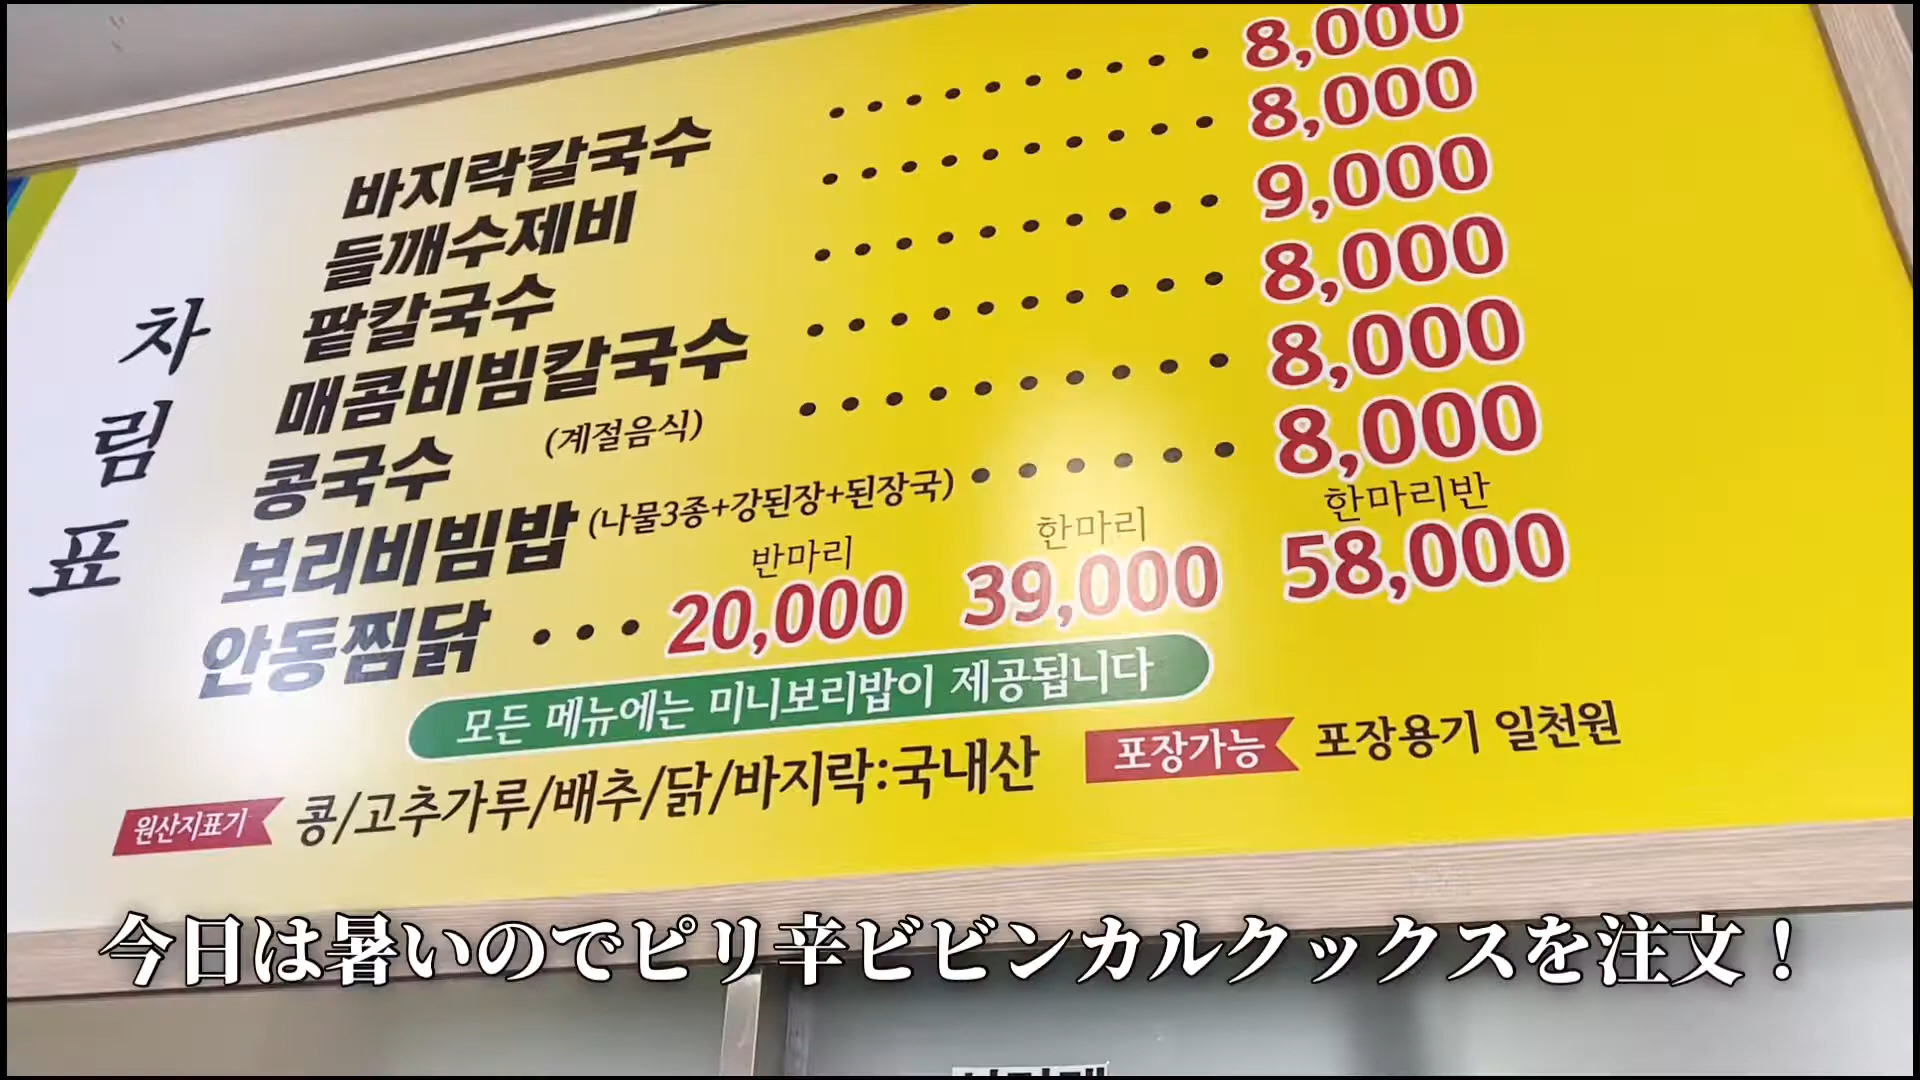 차림표
바지락칼국수 ·········· 8,000
들깨수제비 ·········· 8,000
팥칼국수 ·········· 9,000
매콤비빔칼국수 ·········· 8,000
콩국수 (계절음식) ·········· 8,000
보리비빔밥 (나물3종+강된장+된장국) ······ 8,000
반마리 한마리 한마리반
안동찜닭 ··· 20,000 39,000 58,000
모든 메뉴에는 미니보리밥이 제공됩니다
원산지표기 콩/고추가루/배추/닭/바지락:국내산 포장가능 포장용기 일천원
今日は暑いのでピリ辛ビビンカルクックスを注文！